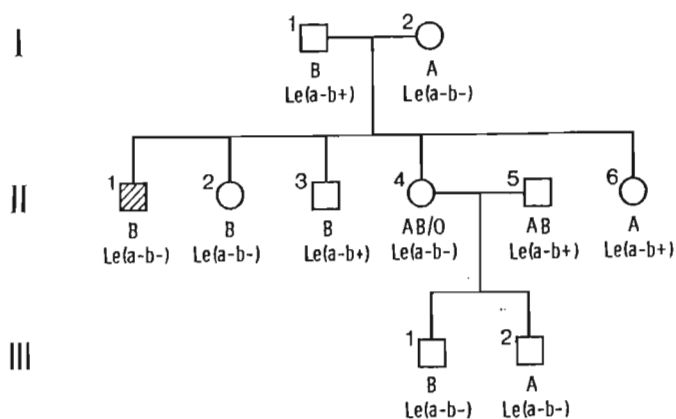 I
1
2
B
A
Le(a-b+)
Le(a-b-)
II
1
2
3
4
5
6
B
B
B
AB/O
AB
A
Le(a-b-)
Le(a-b-)
Le(a-b+)
Le(a-b-)
Le(a-b+)
Le(a-b+)
III
1
2
B
A
Le(a-b-)
Le(a-b-)